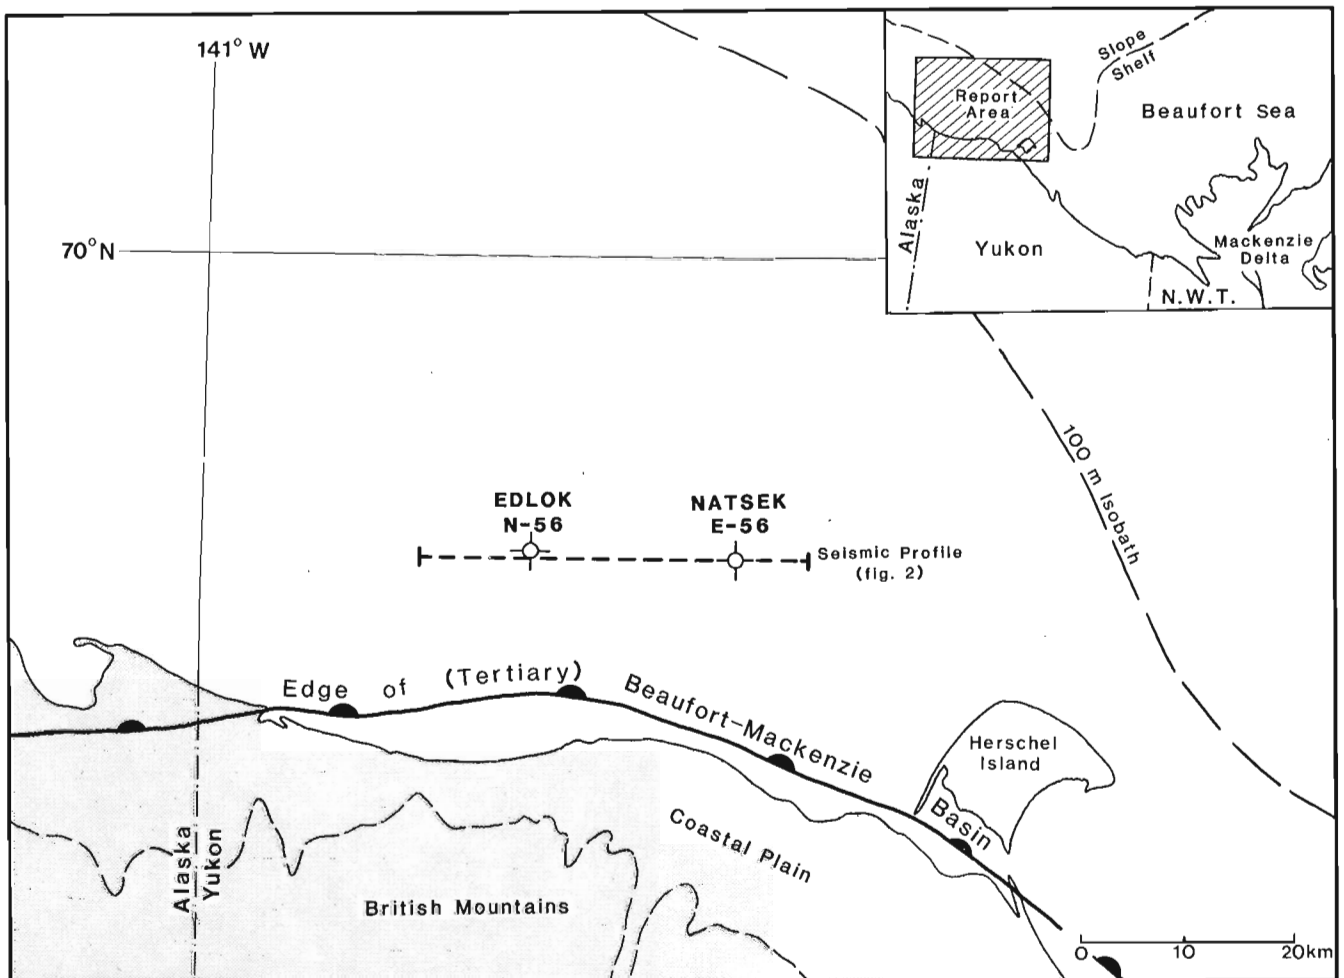 141° W
70°N
Slope
Shelf
Report
Area
Beaufort Sea
Alaska
Yukon
Mackenzie
Delta
N.W.T.
100 m Isobath
EDLOK
N-56
NATSEK
E-56
Seismic Profile
(fig. 2)
Edge of (Tertiary) Beaufort-Mackenzie Basin
Herschel
Island
Coastal Plain
Alaska
Yukon
British Mountains
0 10 20km